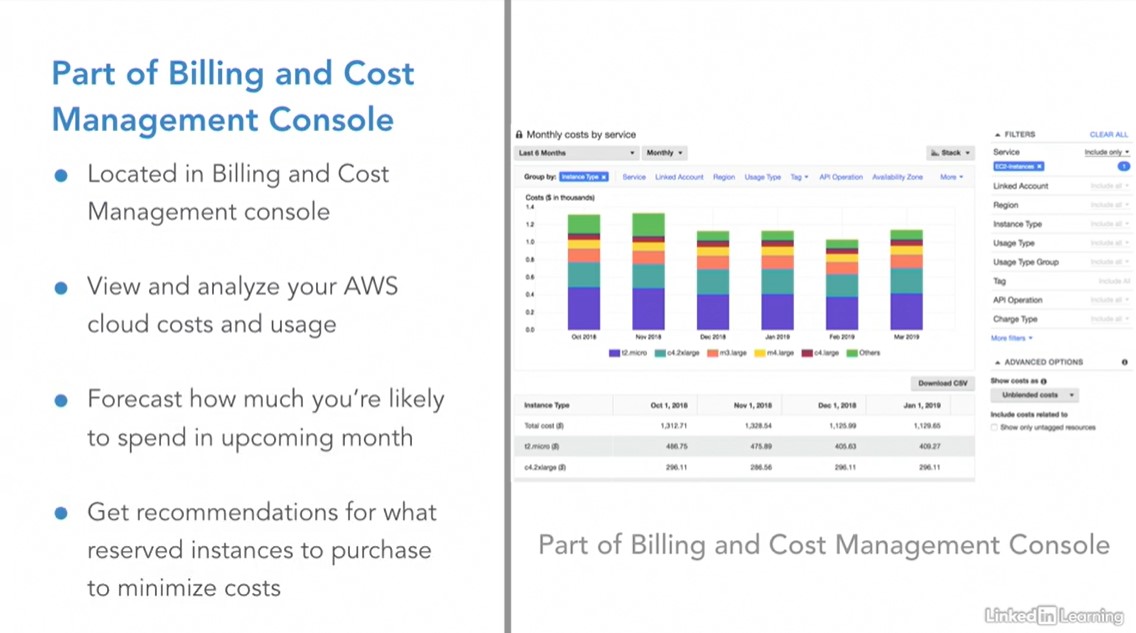 Part of Billing and Cost
Management Console
Located in Billing and Cost
Management console
View and analyze your AWS
cloud costs and usage
Forecast how much you’re likely
to spend in upcoming month
Get recommendations for what
reserved instances to purchase
to minimize costs
Monthly costs by service
Last 6 Months Monthly Stack
Group by: Instance Type Service Linked Account Region Usage Type Tag API Operation Availability Zone More
Costs ($ in thousands)
1.4
1.2
1.0
0.8
0.6
0.4
0.2
0.0
Oct 2018 Nov 2018 Dec 2018 Jan 2019 Feb 2019 Mar 2019
t2.micro c4.2xlarge m3.large m4.large c4.large Others
Download CSV
Instance Type Oct 1, 2018 Nov 1, 2018 Dec 1, 2018 Jan 1, 2019
Total cost ($) 1,312.71 1,328.54 1,125.99 1,129.65
t2.micro ($) 486.75 475.89 405.63 409.27
c4.2xlarge ($) 296.11 286.56 296.11 296.11
FILTERS CLEAR ALL
Service Include only
EC2-Instances 1
Linked Account Include all
Region Include all
Instance Type Include all
Usage Type Include all
Usage Type Group Include all
Tag Include All
API Operation Include all
Charge Type Include all
More filters
ADVANCED OPTIONS
Show costs as
Unblended costs
Include costs related to
Show only untagged resources
Part of Billing and Cost Management Console
Linked in Learning